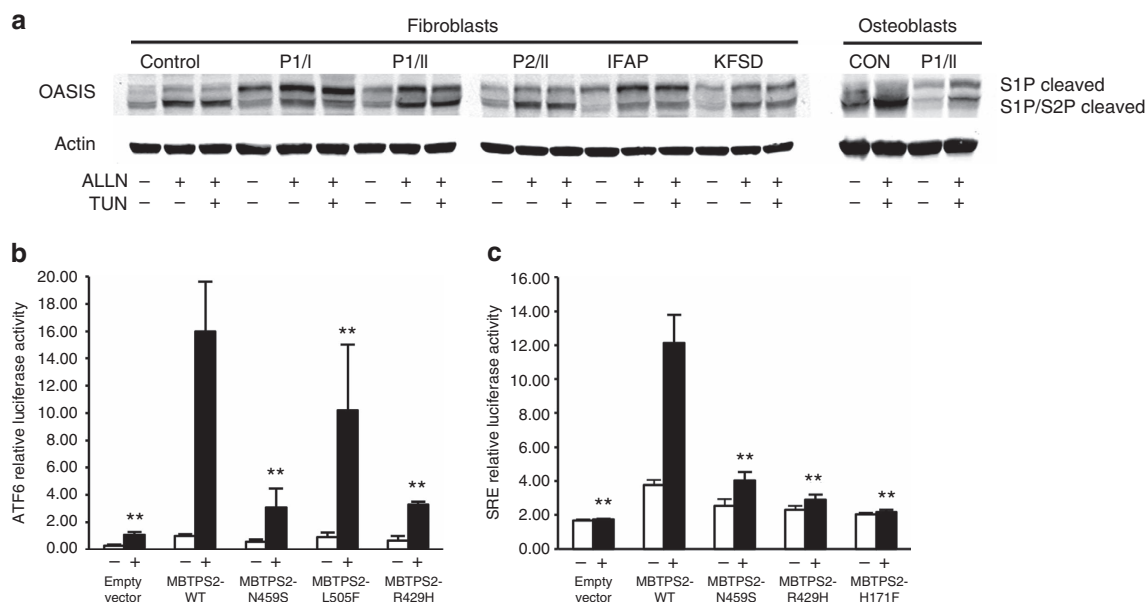 a
Fibroblasts Osteoblasts
Control P1/I P1/II P2/II IFAP KFSD CON P1/II
OASIS S1P cleaved
S1P/S2P cleaved
Actin
ALLN – + + – + + – + + – + + – + + – + + – + – +
TUN – – + – – + – – + – – + – – + – – + – + – +
b
ATF6 relative luciferase activity
20.00
18.00
16.00
14.00
12.00
10.00
8.00
6.00
4.00
2.00
0.00
** ** ** **
– + – + – + – + – +
Empty vector
MBTPS2-WT
MBTPS2-N459S
MBTPS2-L505F
MBTPS2-R429H
c
SRE relative luciferase activity
16.00
14.00
12.00
10.00
8.00
6.00
4.00
2.00
0.00
** ** ** **
– + – + – + – + – +
Empty vector
MBTPS2-WT
MBTPS2-N459S
MBTPS2-R429H
MBTPS2-H171F